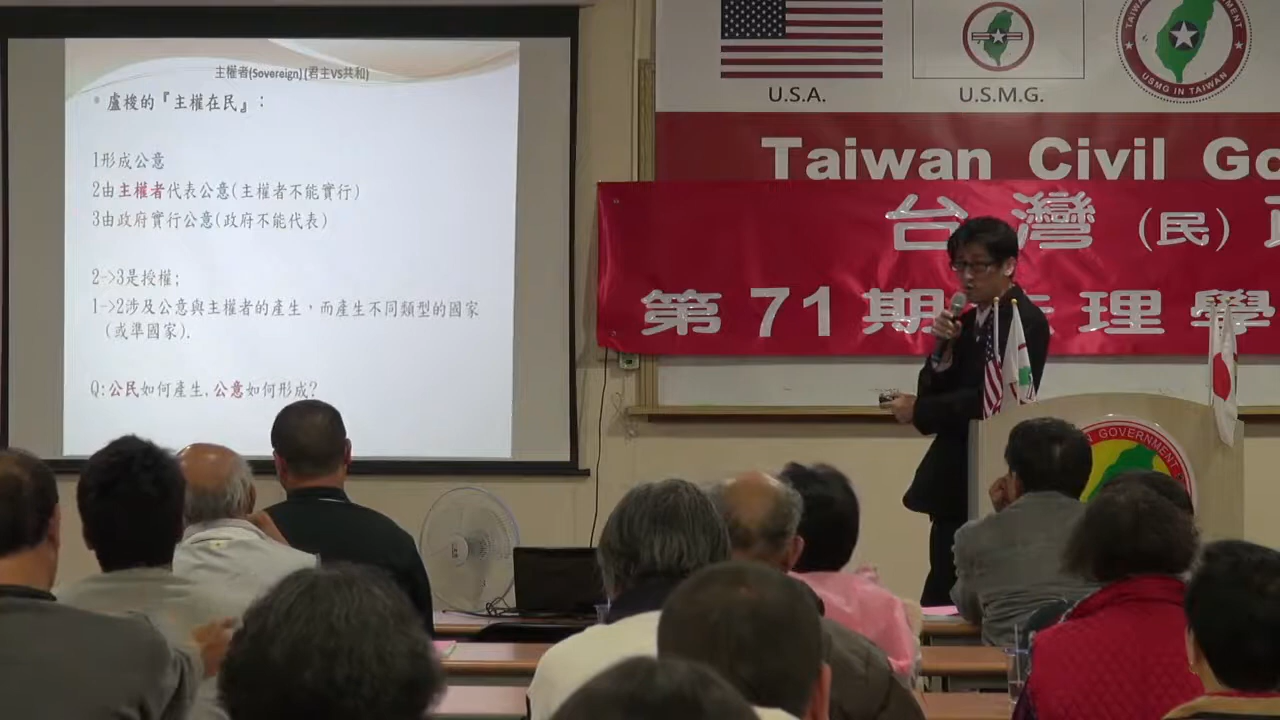 主權者(Sovereign)(君主VS共和)
• 盧梭的『主權在民』:
1形成公意
2由主權者代表公意(主權者不能實行)
3由政府實行公意(政府不能代表)
2->3是授權;
1->2涉及公意與主權者的產生,而產生不同類型的國家
(或準國家).
Q:公民如何產生,公意如何形成?
U.S.A.
U.S.M.G.
USMG IN TAIWAN
Taiwan Civil Go
台灣(民)
第71期 理學
GOVERNMENT